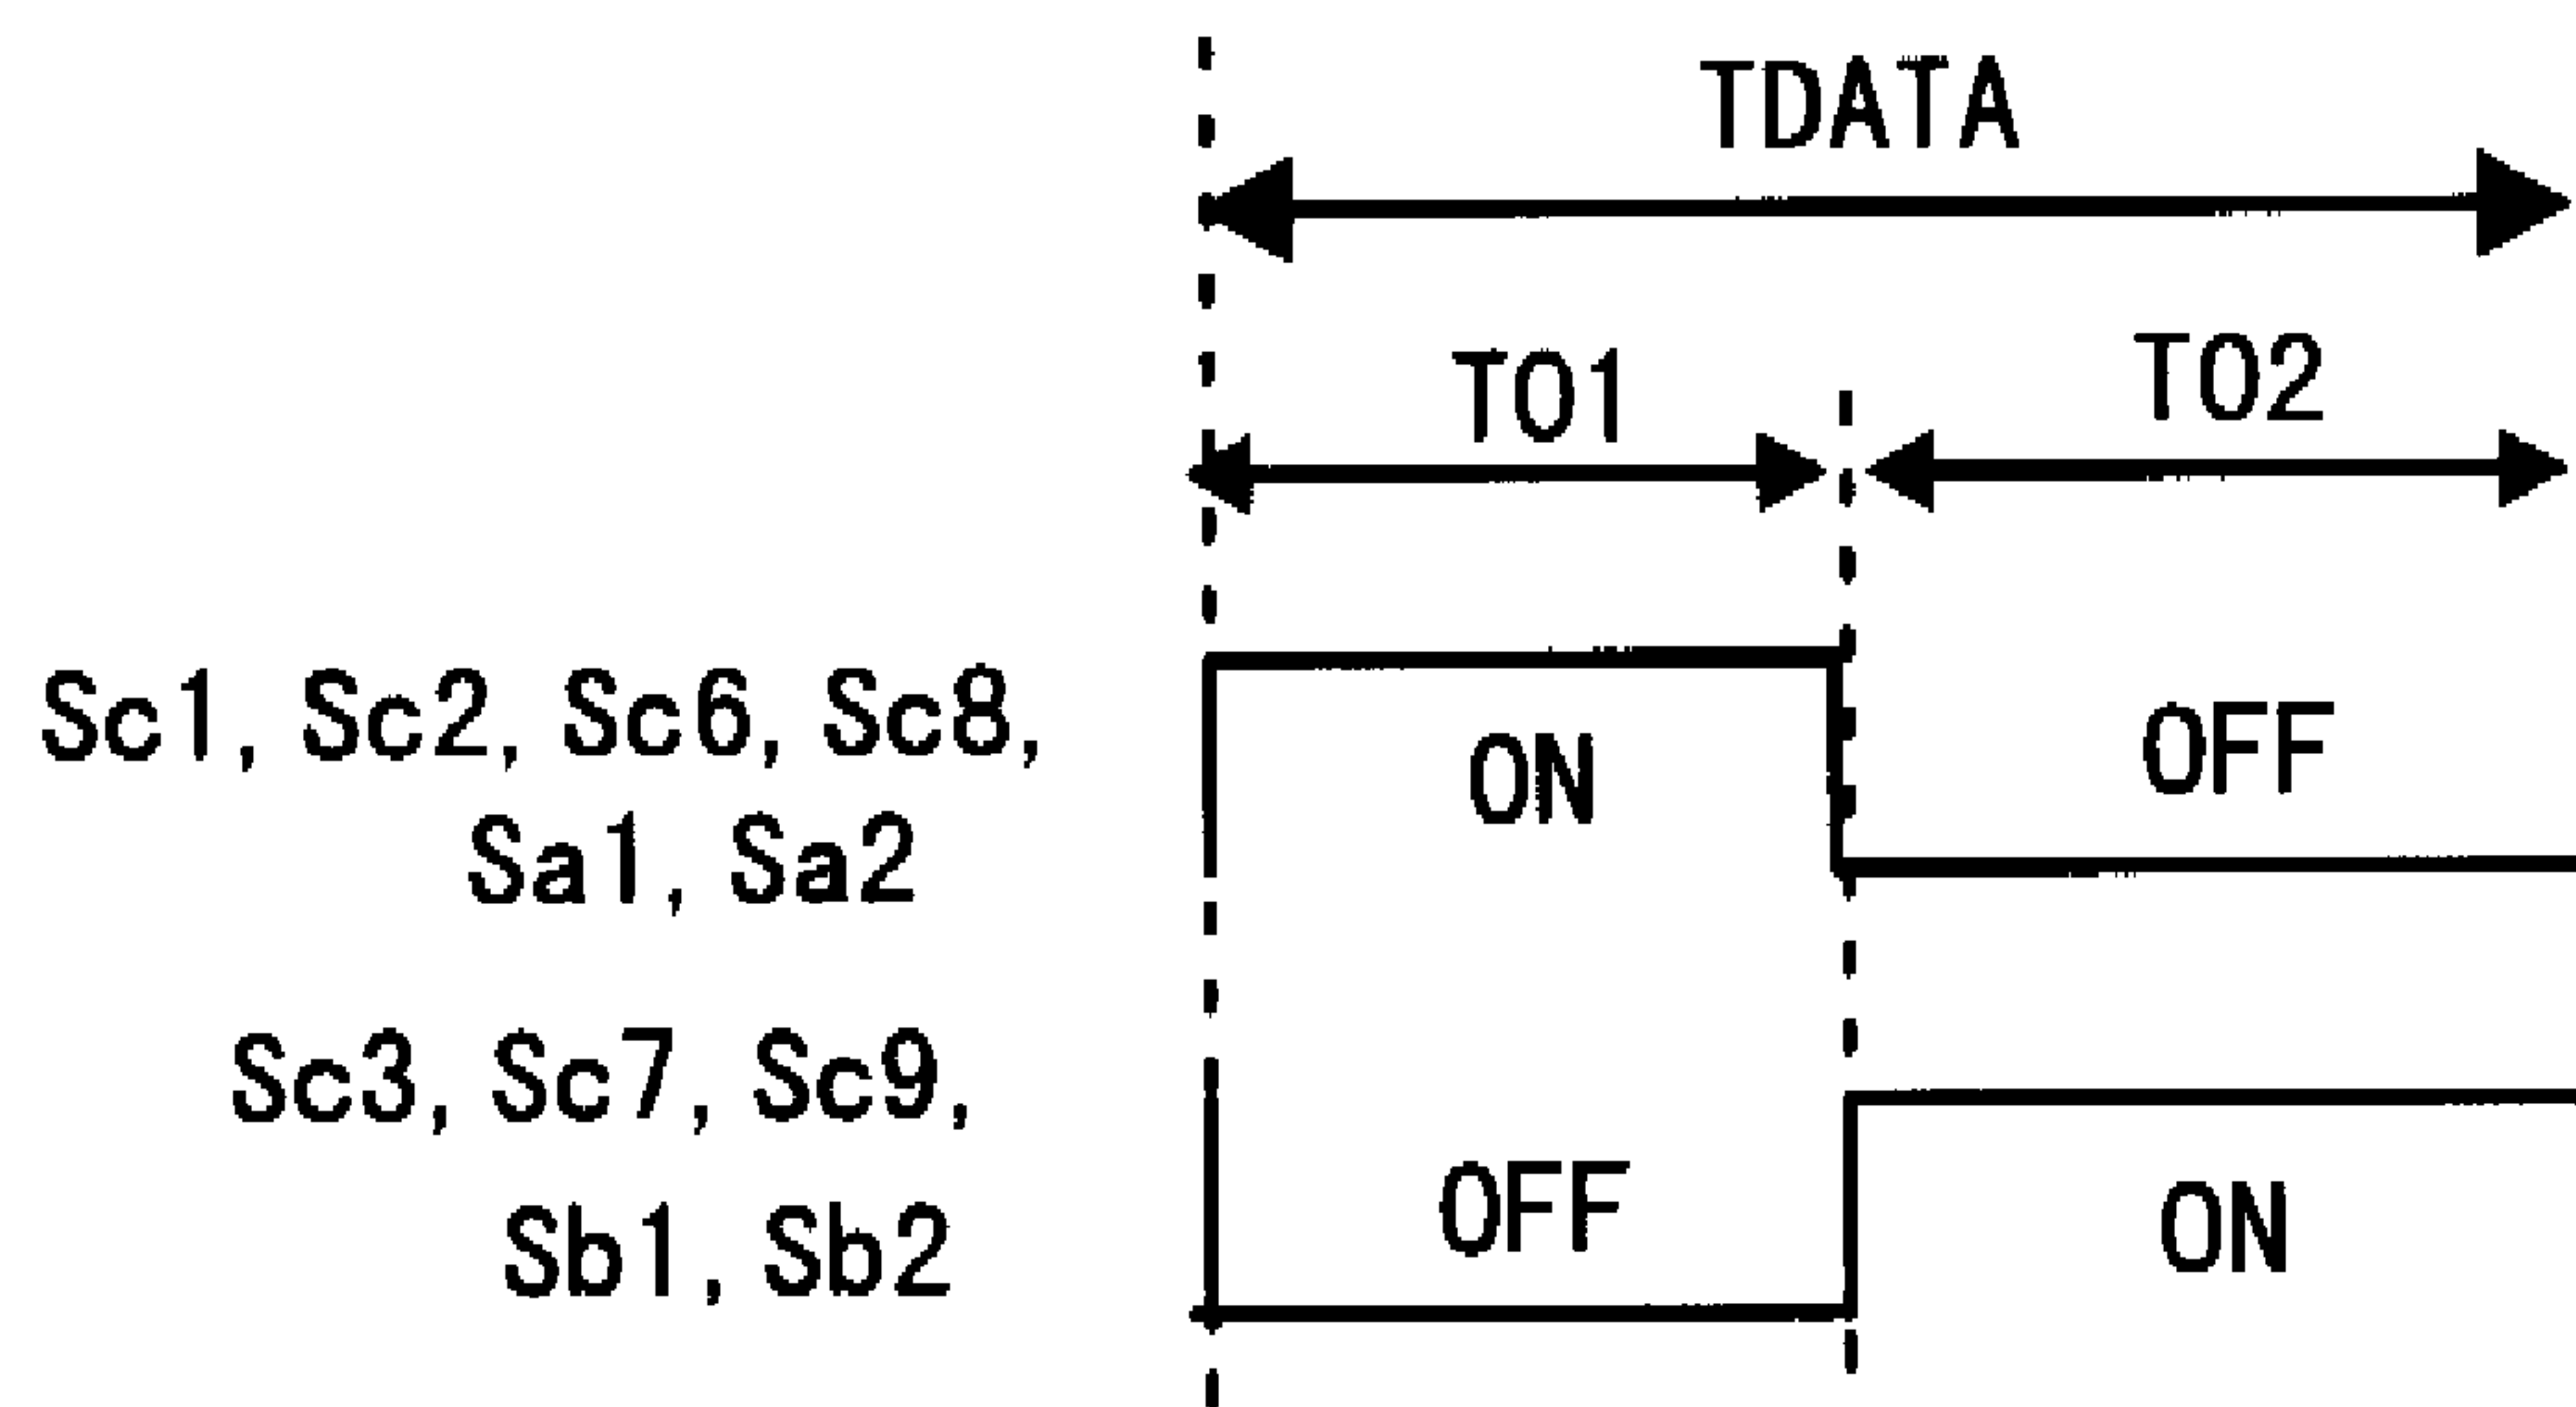 TDATA
TO1
TO2
Sc1, Sc2, Sc6, Sc8,
Sa1, Sa2
ON
OFF
Sc3, Sc7, Sc9,
Sb1, Sb2
OFF
ON